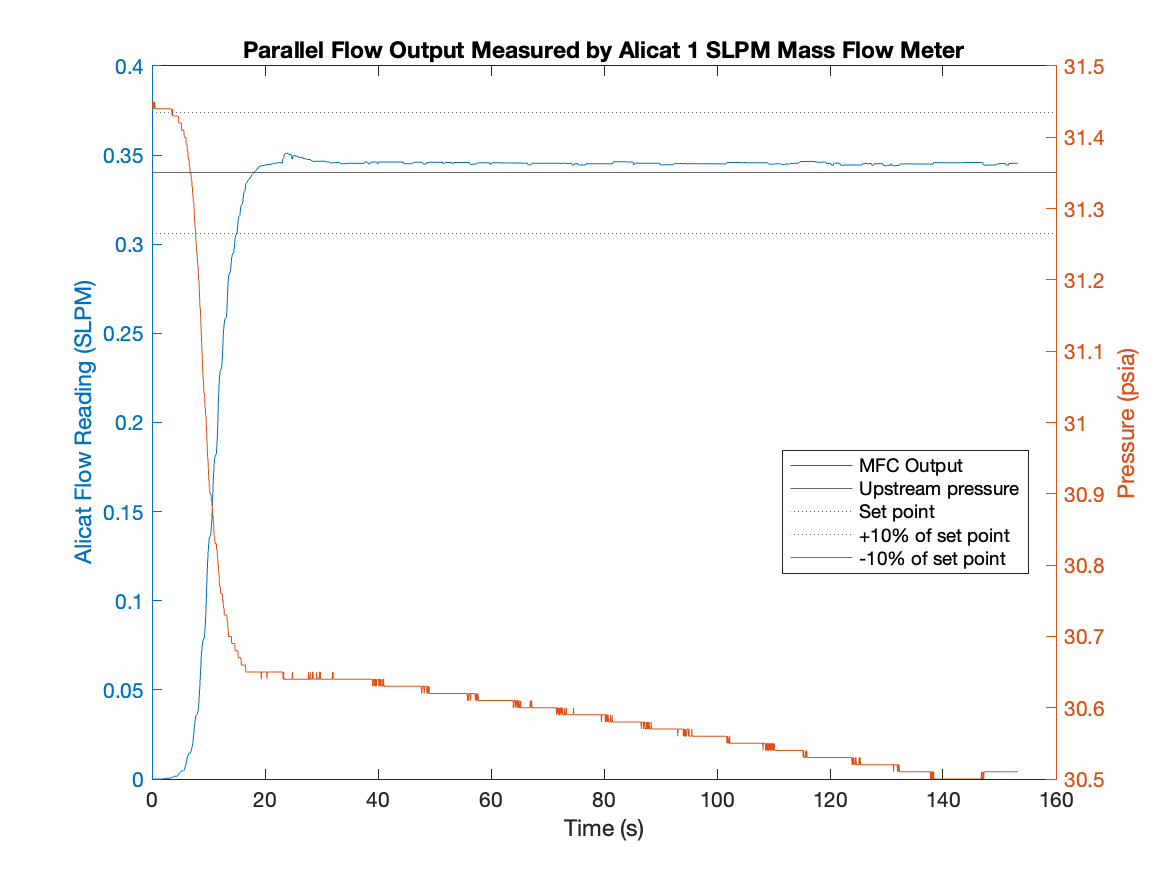 Parallel Flow Output Measured by Alicat 1 SLPM Mass Flow Meter
0.4
0.35
0.3
0.25
0.2
0.15
0.1
0.05
0
Alicat Flow Reading (SLPM)
31.5
31.4
31.3
31.2
31.1
31
30.9
30.8
30.7
30.6
30.5
Pressure (psia)
MFC Output
Upstream pressure
Set point
+10% of set point
-10% of set point
0 20 40 60 80 100 120 140 160
Time (s)